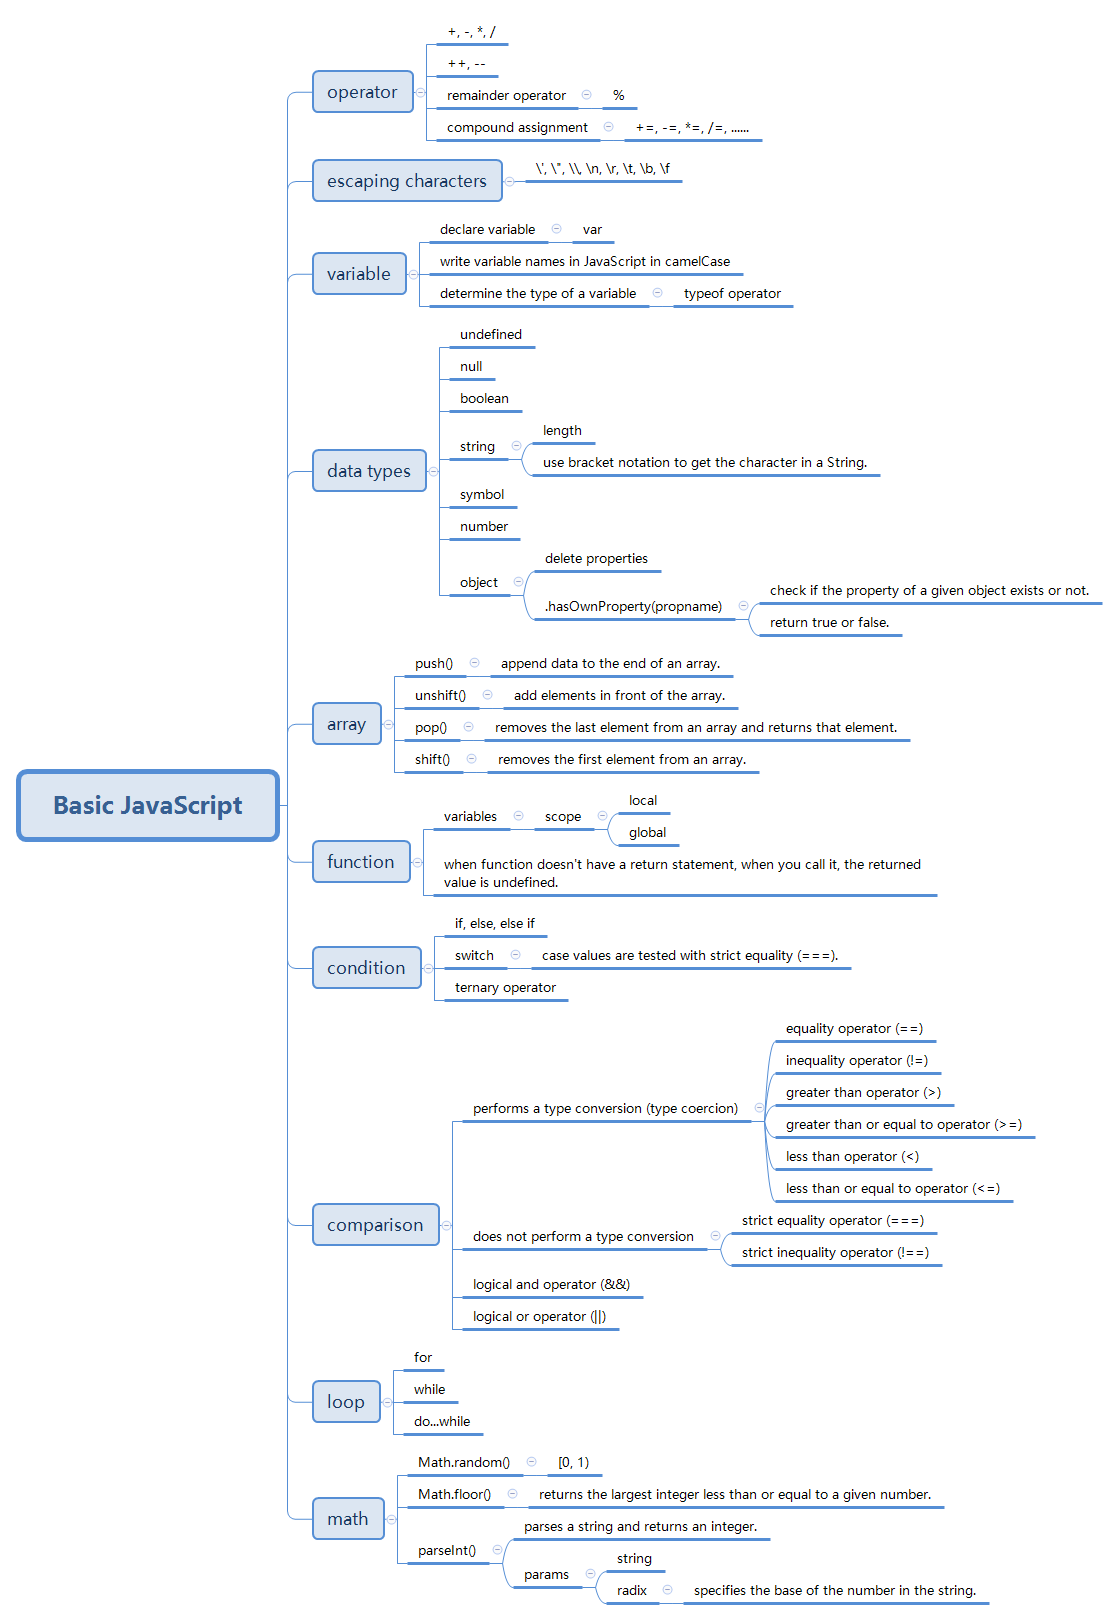 Basic JavaScript
operator
+, -, *, /
++, --
remainder operator
%
compound assignment
+=, -=, *=, /=, ......
escaping characters
\', \", \\, \n, \r, \t, \b, \f
variable
declare variable
var
write variable names in JavaScript in camelCase
determine the type of a variable
typeof operator
data types
undefined
null
boolean
string
length
use bracket notation to get the character in a String.
symbol
number
object
delete properties
.hasOwnProperty(propname)
check if the property of a given object exists or not.
return true or false.
array
push()
append data to the end of an array.
unshift()
add elements in front of the array.
pop()
removes the last element from an array and returns that element.
shift()
removes the first element from an array.
function
variables
scope
local
global
when function doesn't have a return statement, when you call it, the returned
value is undefined.
condition
if, else, else if
switch
case values are tested with strict equality (===).
ternary operator
comparison
performs a type conversion (type coercion)
equality operator (==)
inequality operator (!=)
greater than operator (>)
greater than or equal to operator (>=)
less than operator (<)
less than or equal to operator (<=)
does not perform a type conversion
strict equality operator (===)
strict inequality operator (!==)
logical and operator (&&)
logical or operator (||)
loop
for
while
do...while
math
Math.random()
[0, 1)
Math.floor()
returns the largest integer less than or equal to a given number.
parseInt()
parses a string and returns an integer.
params
string
radix
specifies the base of the number in the string.